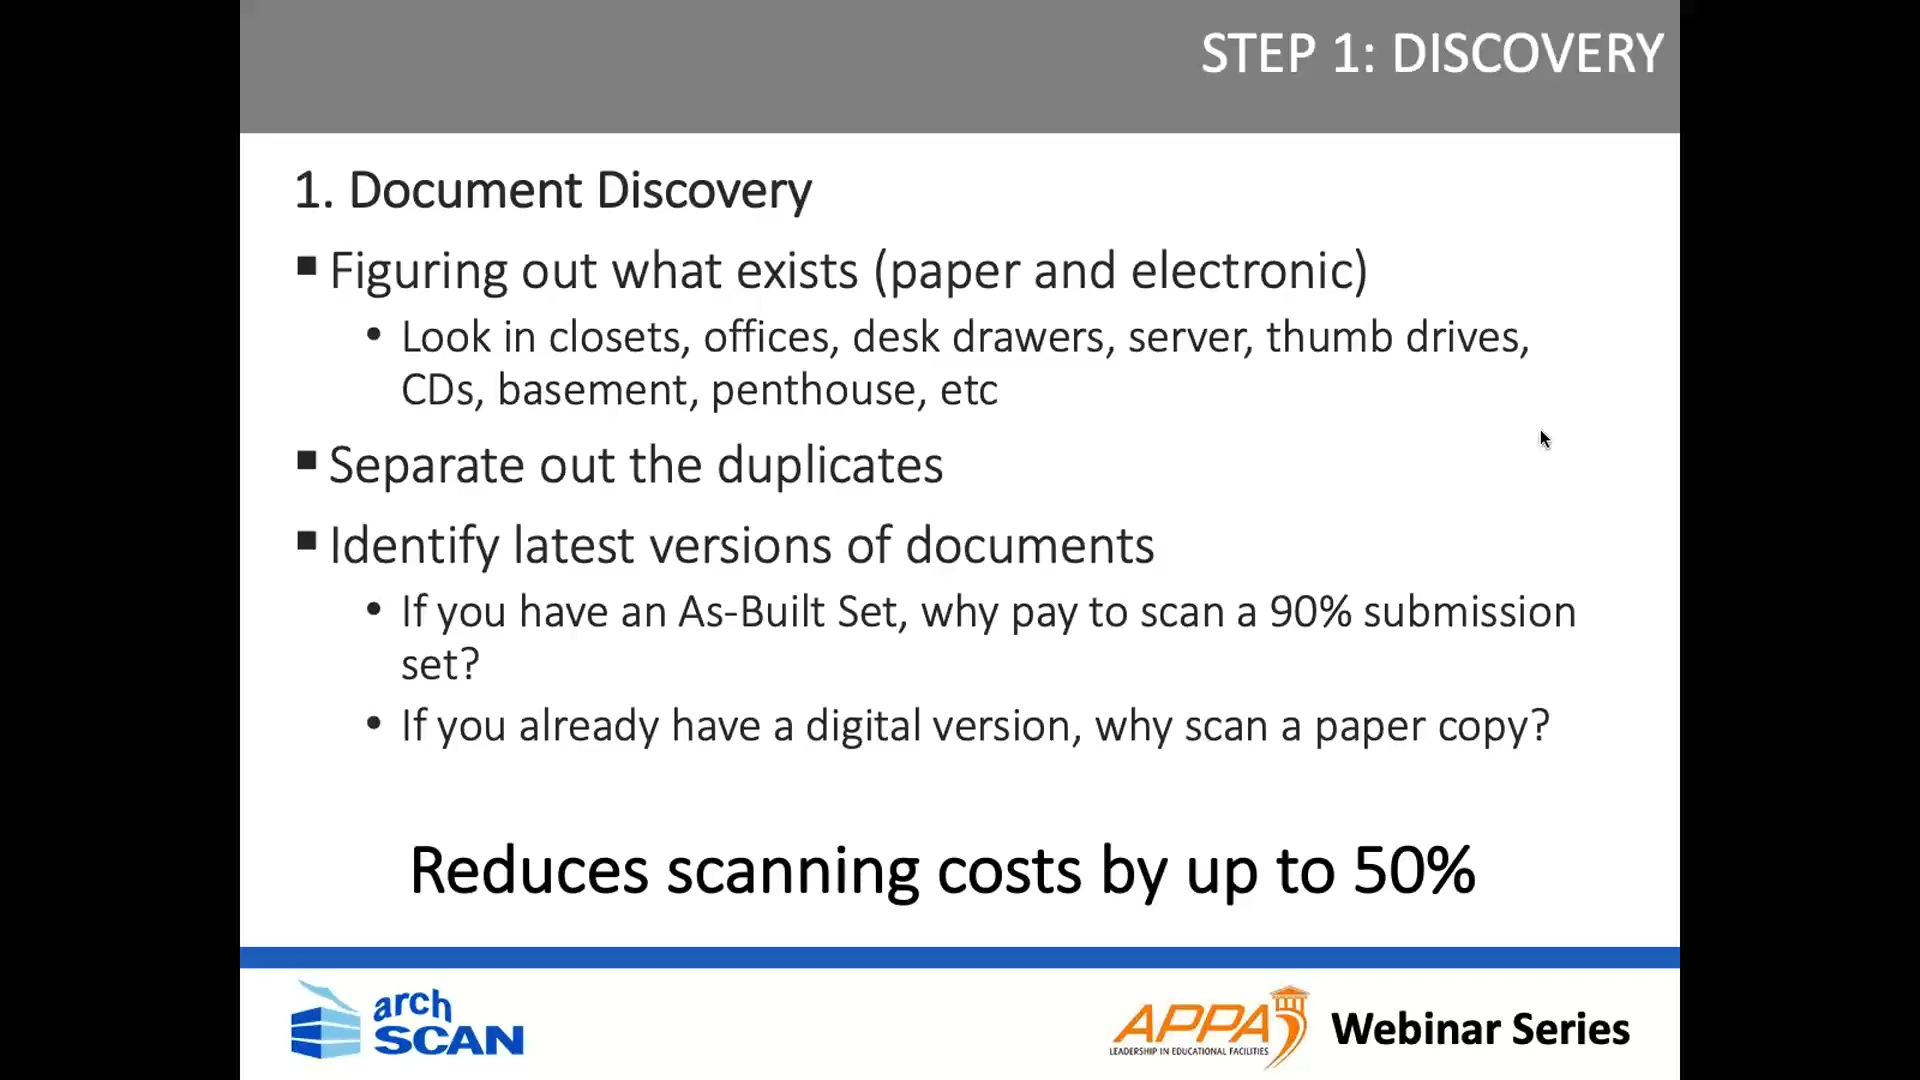 STEP 1: DISCOVERY
1. Document Discovery
▪ Figuring out what exists (paper and electronic)
• Look in closets, offices, desk drawers, server, thumb drives,
CDs, basement, penthouse, etc
▪ Separate out the duplicates
▪ Identify latest versions of documents
• If you have an As-Built Set, why pay to scan a 90% submission
set?
• If you already have a digital version, why scan a paper copy?
Reduces scanning costs by up to 50%
arch
SCAN
APPA
LEADERSHIP IN EDUCATIONAL FACILITIES
Webinar Series